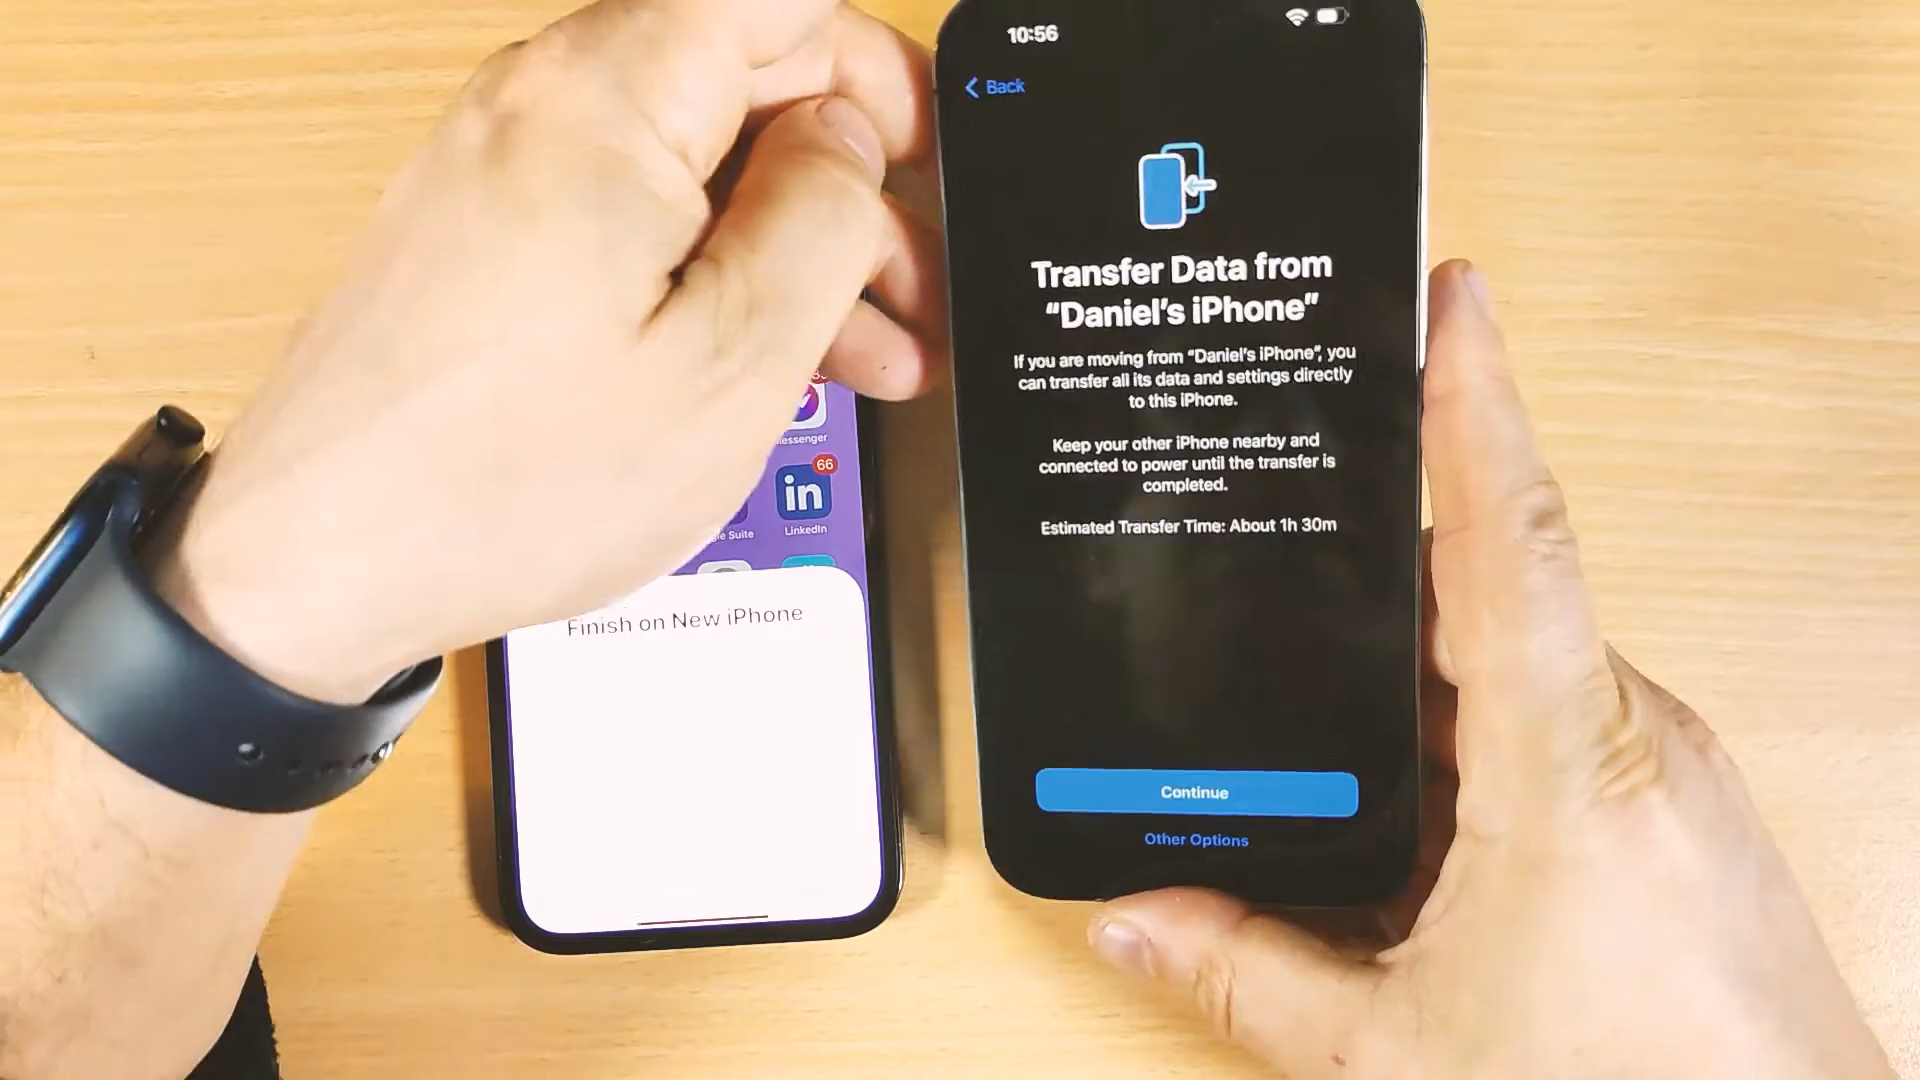 10:56
Back
Transfer Data from
“Daniel’s iPhone”
If you are moving from “Daniel’s iPhone”, you
can transfer all its data and settings directly
to this iPhone.
Keep your other iPhone nearby and
connected to power until the transfer is
completed.
Estimated Transfer Time: About 1h 30m
Continue
Other Options
essenger
66
in
le Suite
LinkedIn
Finish on New iPhone